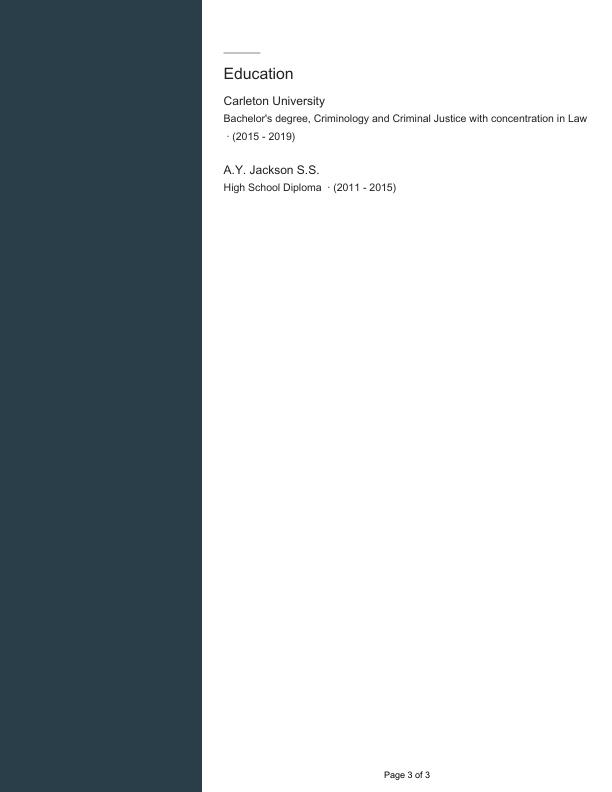 Education
Carleton University
Bachelor's degree, Criminology and Criminal Justice with concentration in Law
· (2015 - 2019)
A.Y. Jackson S.S.
High School Diploma · (2011 - 2015)
Page 3 of 3